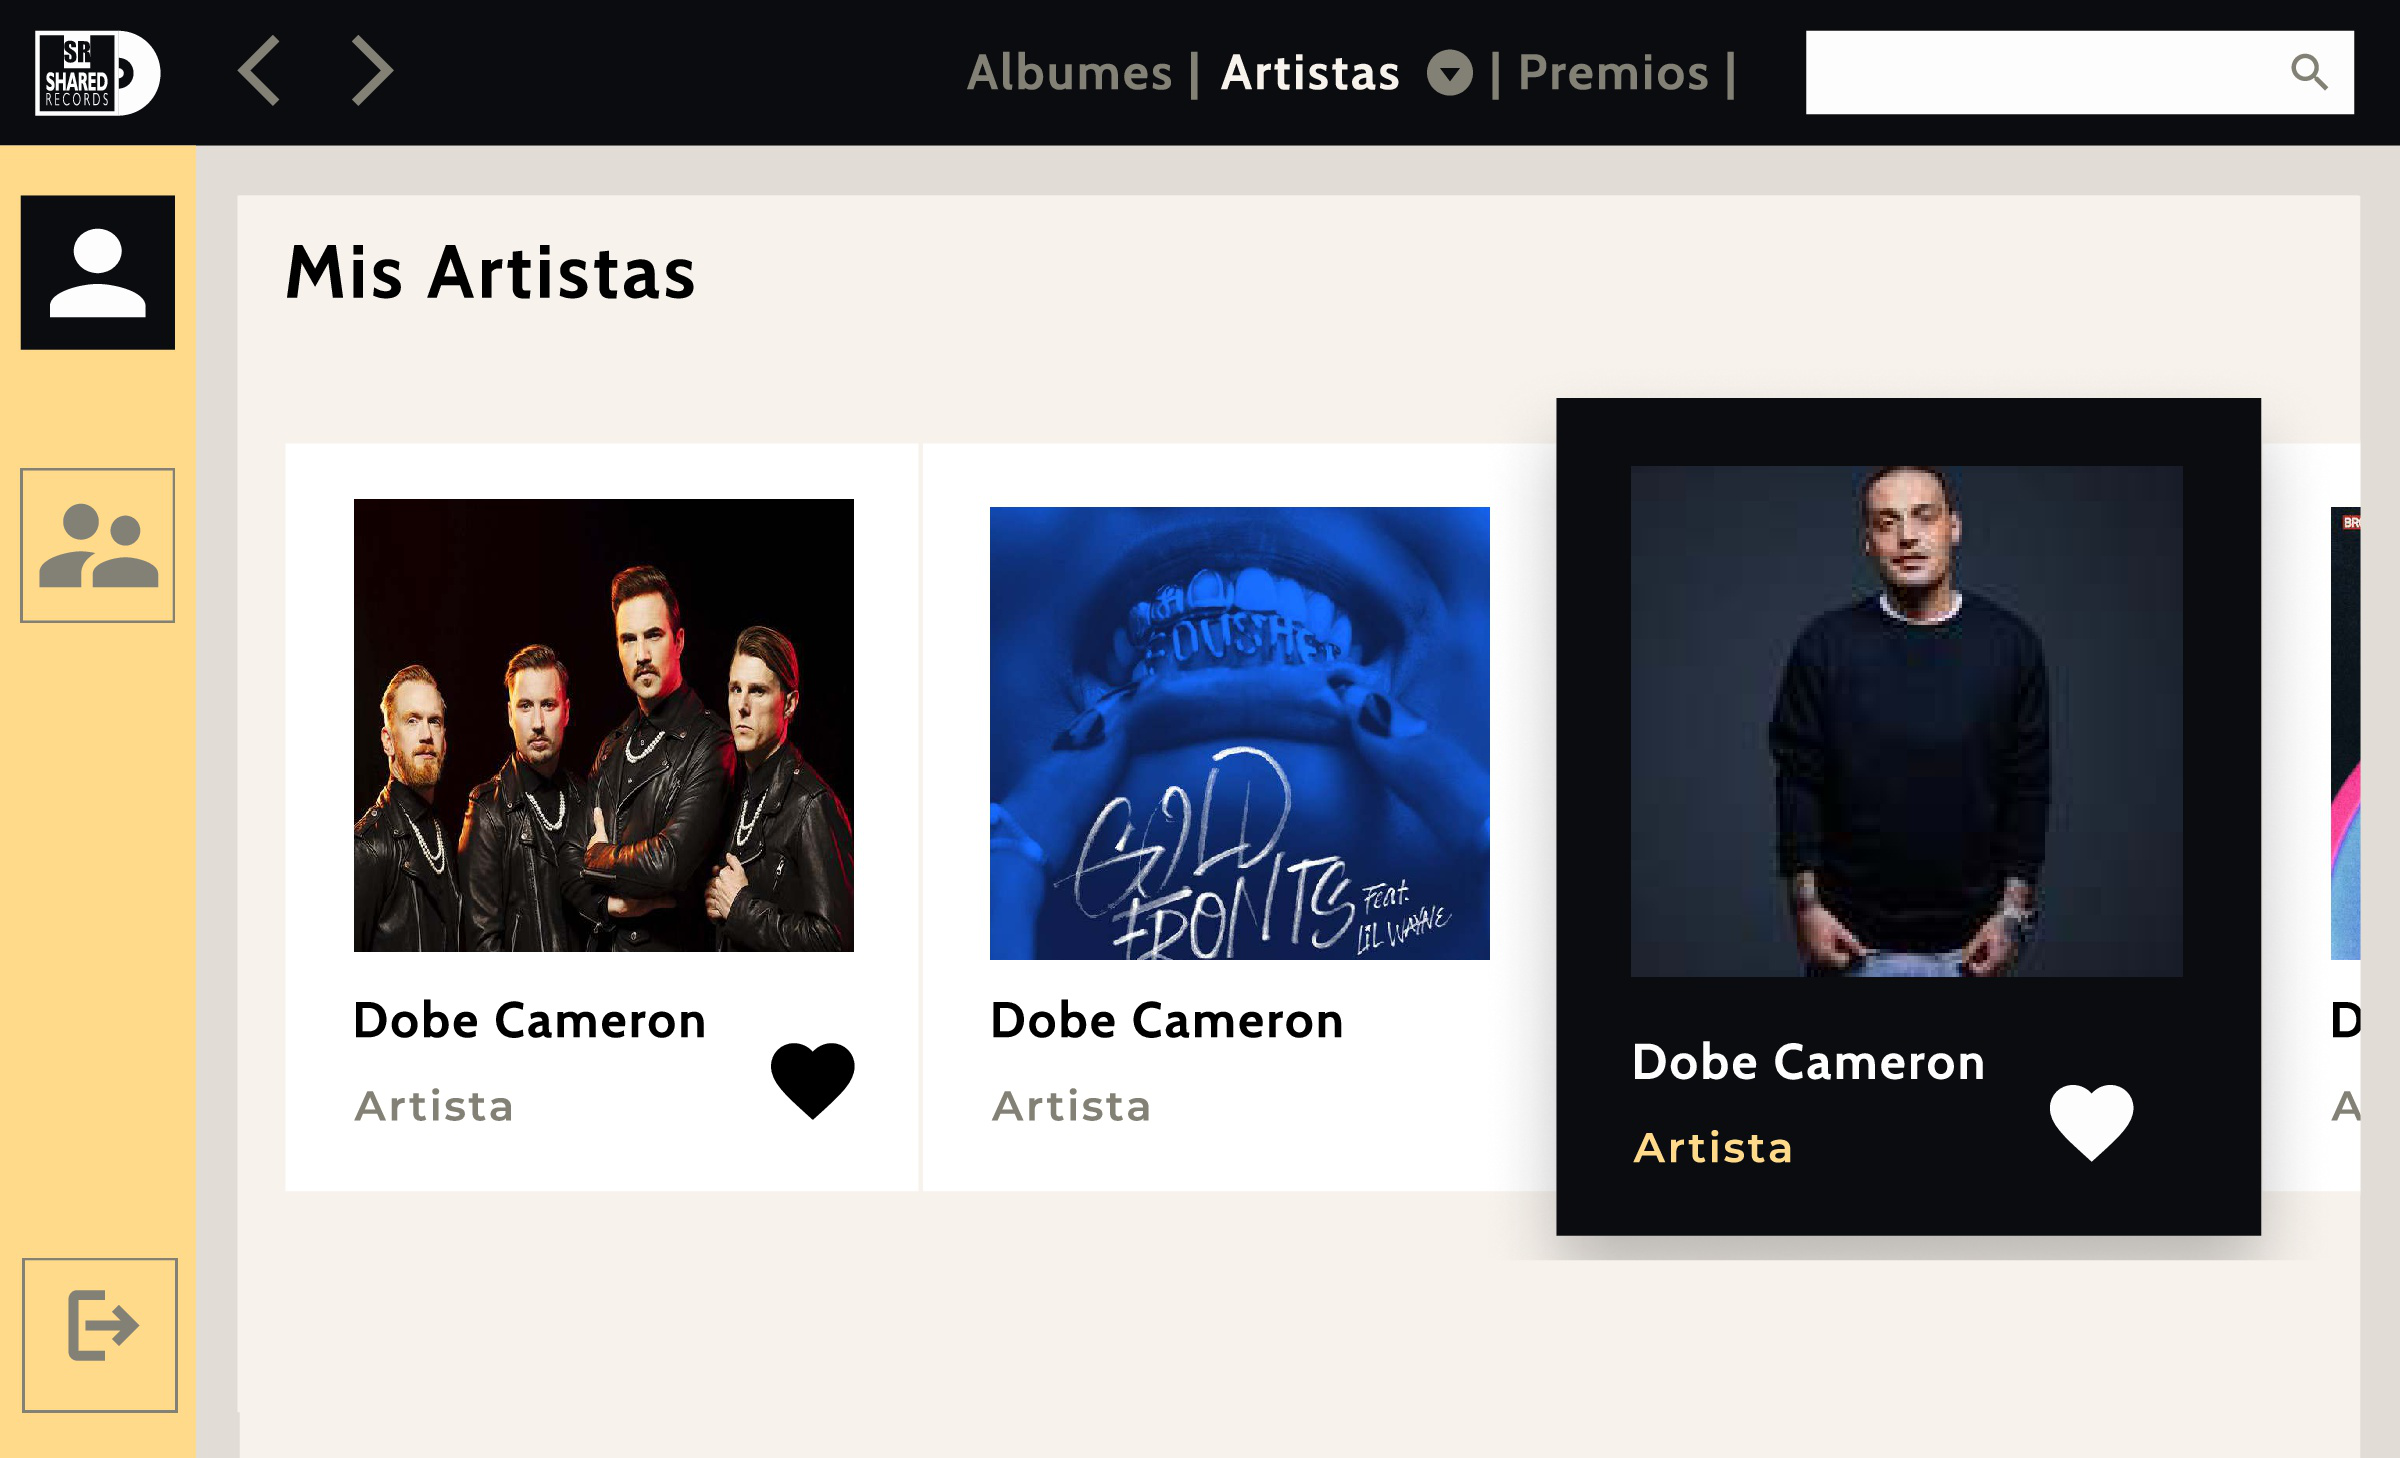 SR
SHARED
RECORDS
Albumes | Artistas | Premios |
Mis Artistas
GOLD
FRONTS
Feat.
LiL WAYNE
Dobe Cameron
Artista
Dobe Cameron
Artista
Dobe Cameron
Artista
BR
D
A